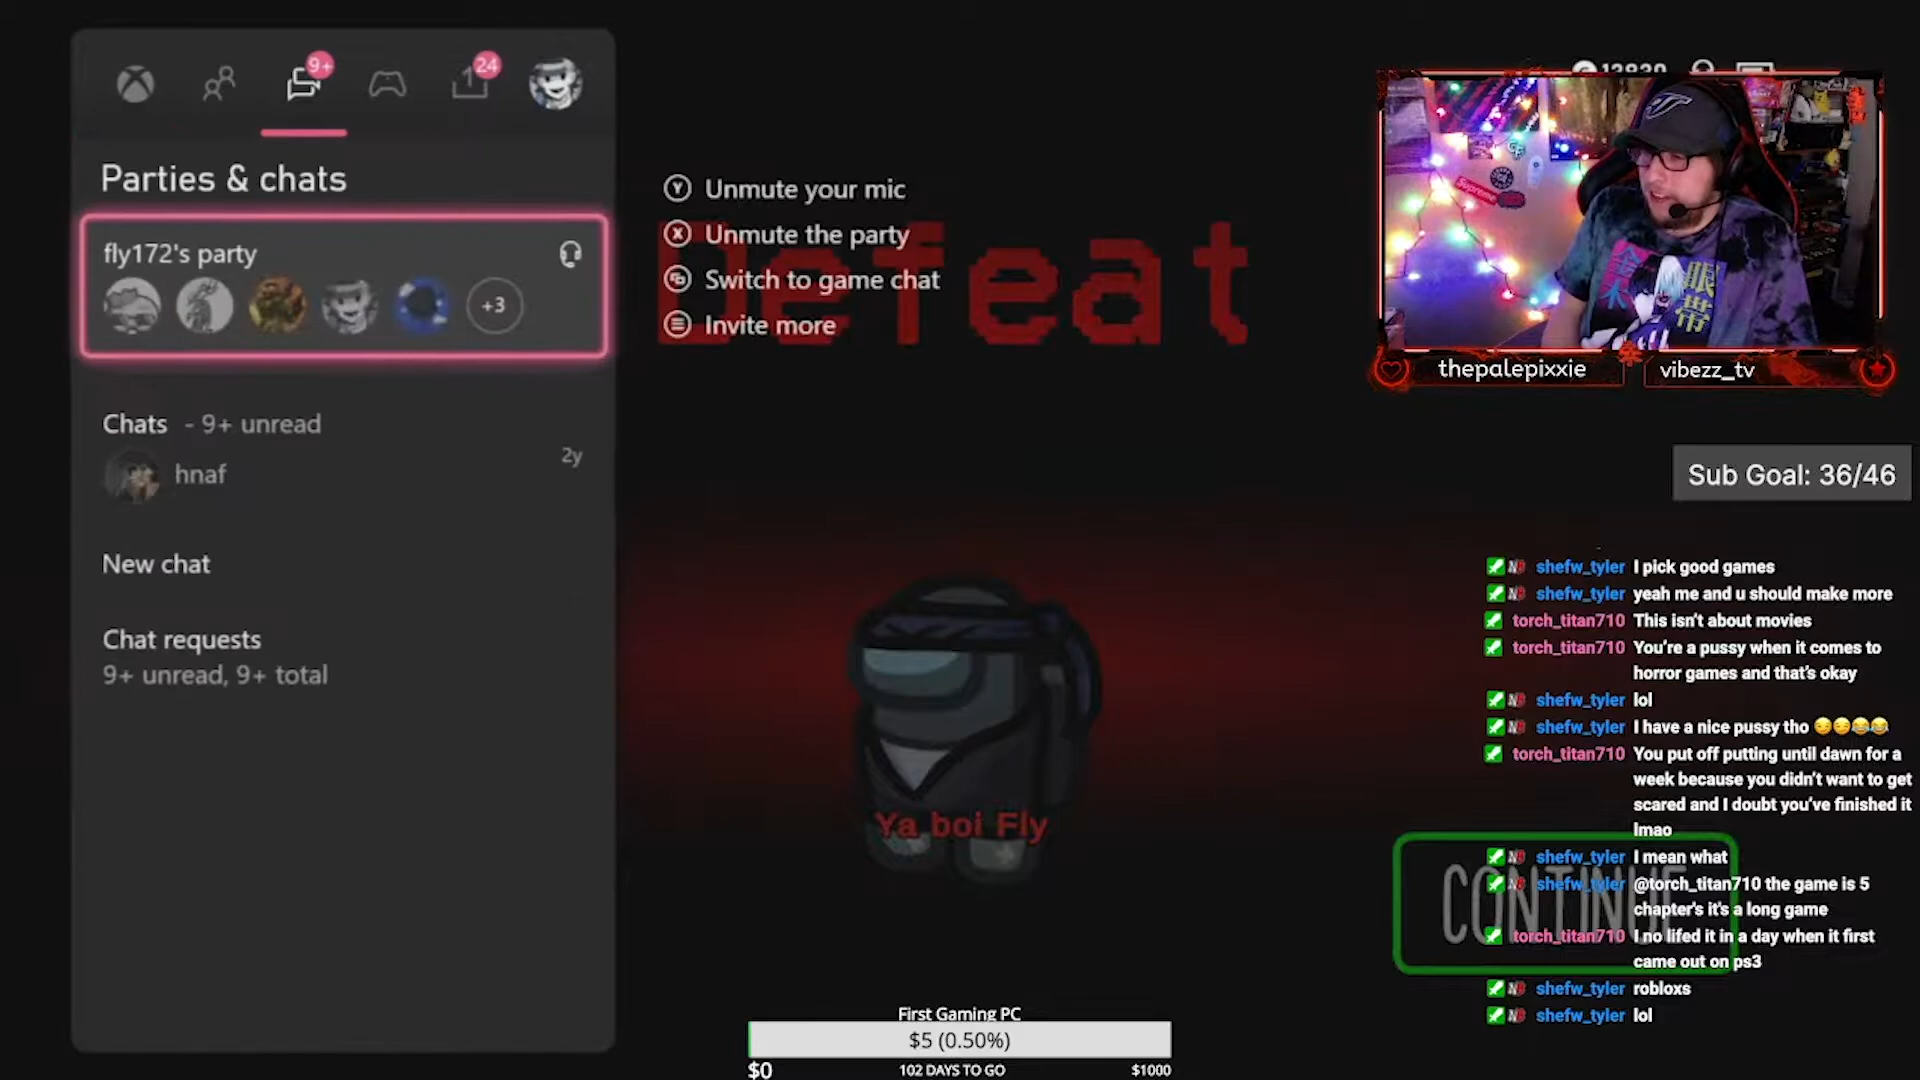 9+
24
Parties & chats
fly172's party
+3
Chats - 9+ unread
hnaf
2y
New chat
Chat requests
9+ unread, 9+ total
Unmute your mic
Unmute the party
Switch to game chat
Invite more
Defeat
Ya boi Fly
CONTINUE
First Gaming PC
$5 (0.50%)
$0
102 DAYS TO GO
$1000
Supreme
thepalepixxie
vibezz_tv
Sub Goal: 36/46
shefw_tyler I pick good games
shefw_tyler yeah me and u should make more
torch_titan710 This isn't about movies
torch_titan710 You're a pussy when it comes to
horror games and that's okay
shefw_tyler lol
shefw_tyler I have a nice pussy tho 😏😏😂😂
torch_titan710 You put off putting until dawn for a
week because you didn't want to get
scared and I doubt you've finished it
lmao
shefw_tyler I mean what
shefw_tyler @torch_titan710 the game is 5
chapter's it's a long game
torch_titan710 I no lifed it in a day when it first
came out on ps3
shefw_tyler robloxs
shefw_tyler lol